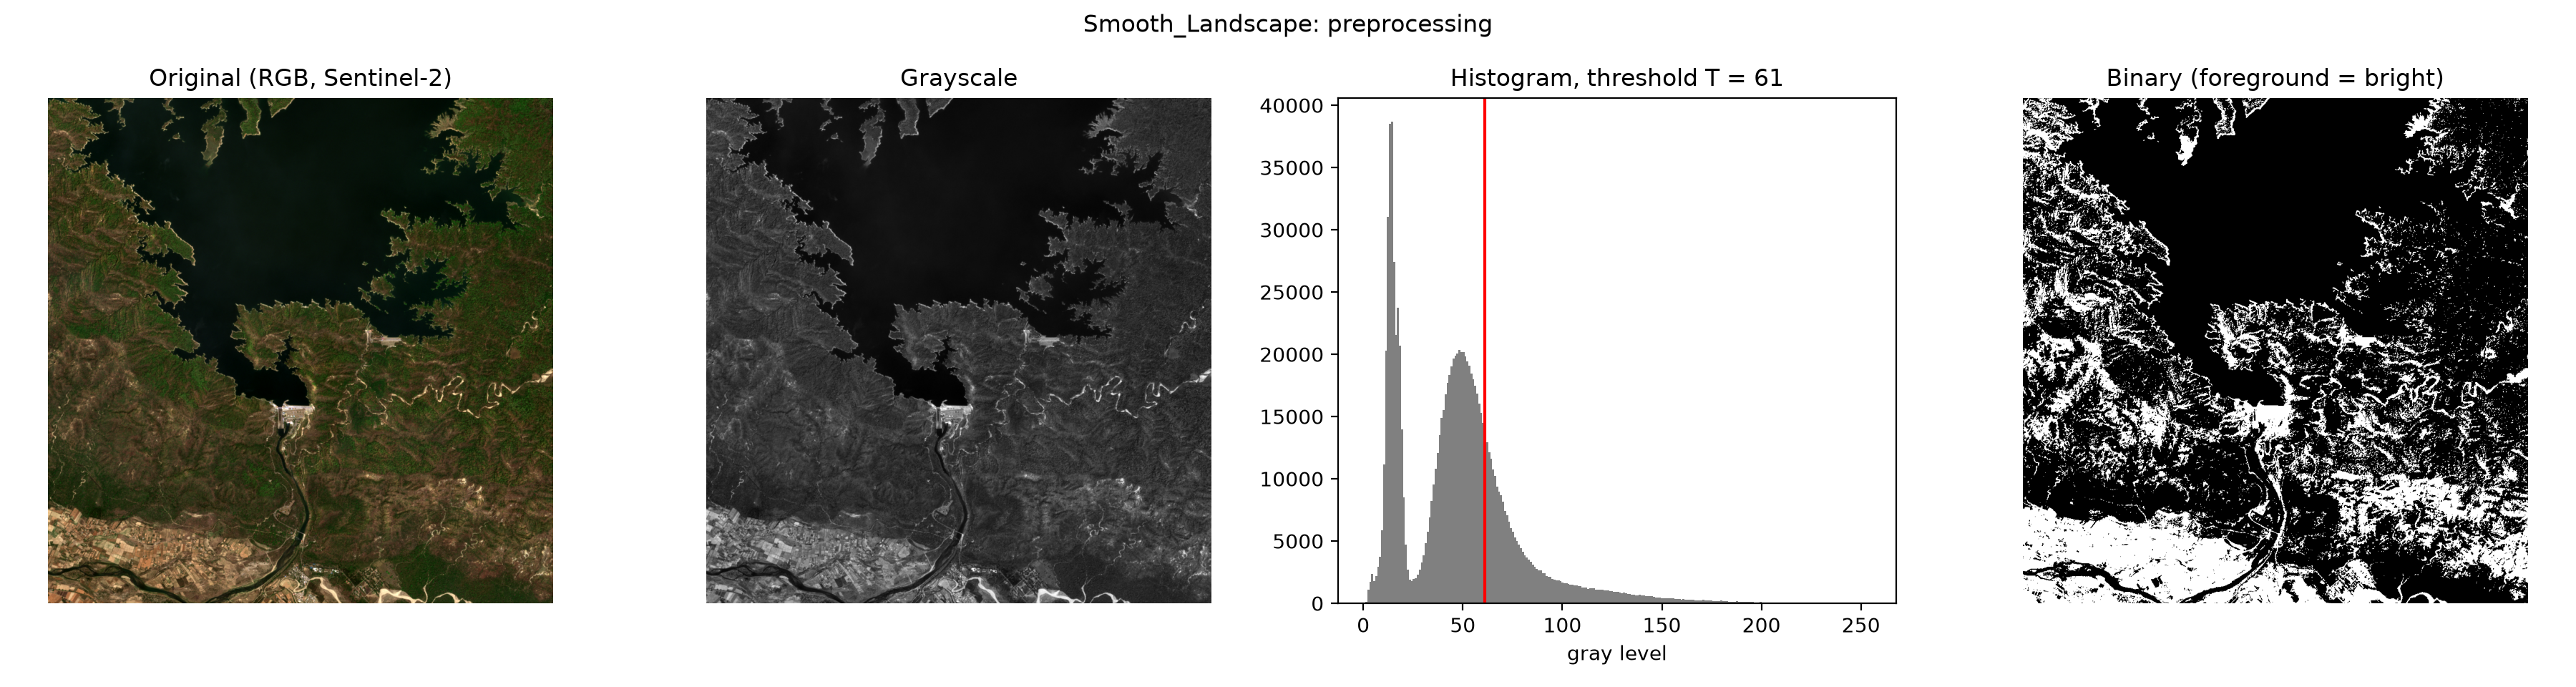 Smooth_Landscape: preprocessing
Original (RGB, Sentinel-2)
Grayscale
Histogram, threshold T = 61
Binary (foreground = bright)
40000
35000
30000
25000
20000
15000
10000
5000
0
0 50 100 150 200 250
gray level